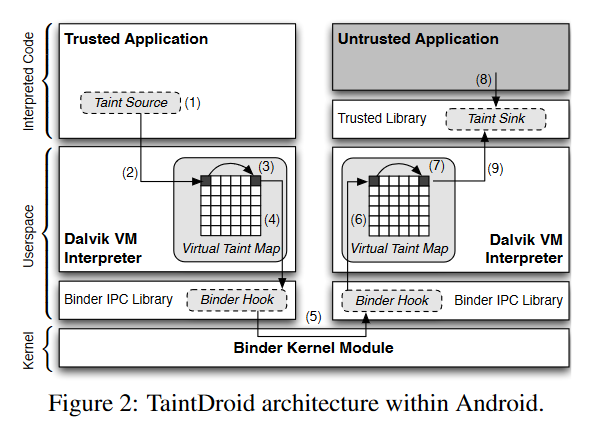 Interpreted Code
Trusted Application
Taint Source
(1)
Untrusted Application
(8)
Trusted Library
Taint Sink
Userspace
(2)
(3)
(4)
Virtual Taint Map
Dalvik VM
Interpreter
(6)
(7)
(9)
Virtual Taint Map
Dalvik VM
Interpreter
Binder IPC Library
Binder Hook
(5)
Binder Hook
Binder IPC Library
Kernel
Binder Kernel Module
Figure 2: TaintDroid architecture within Android.